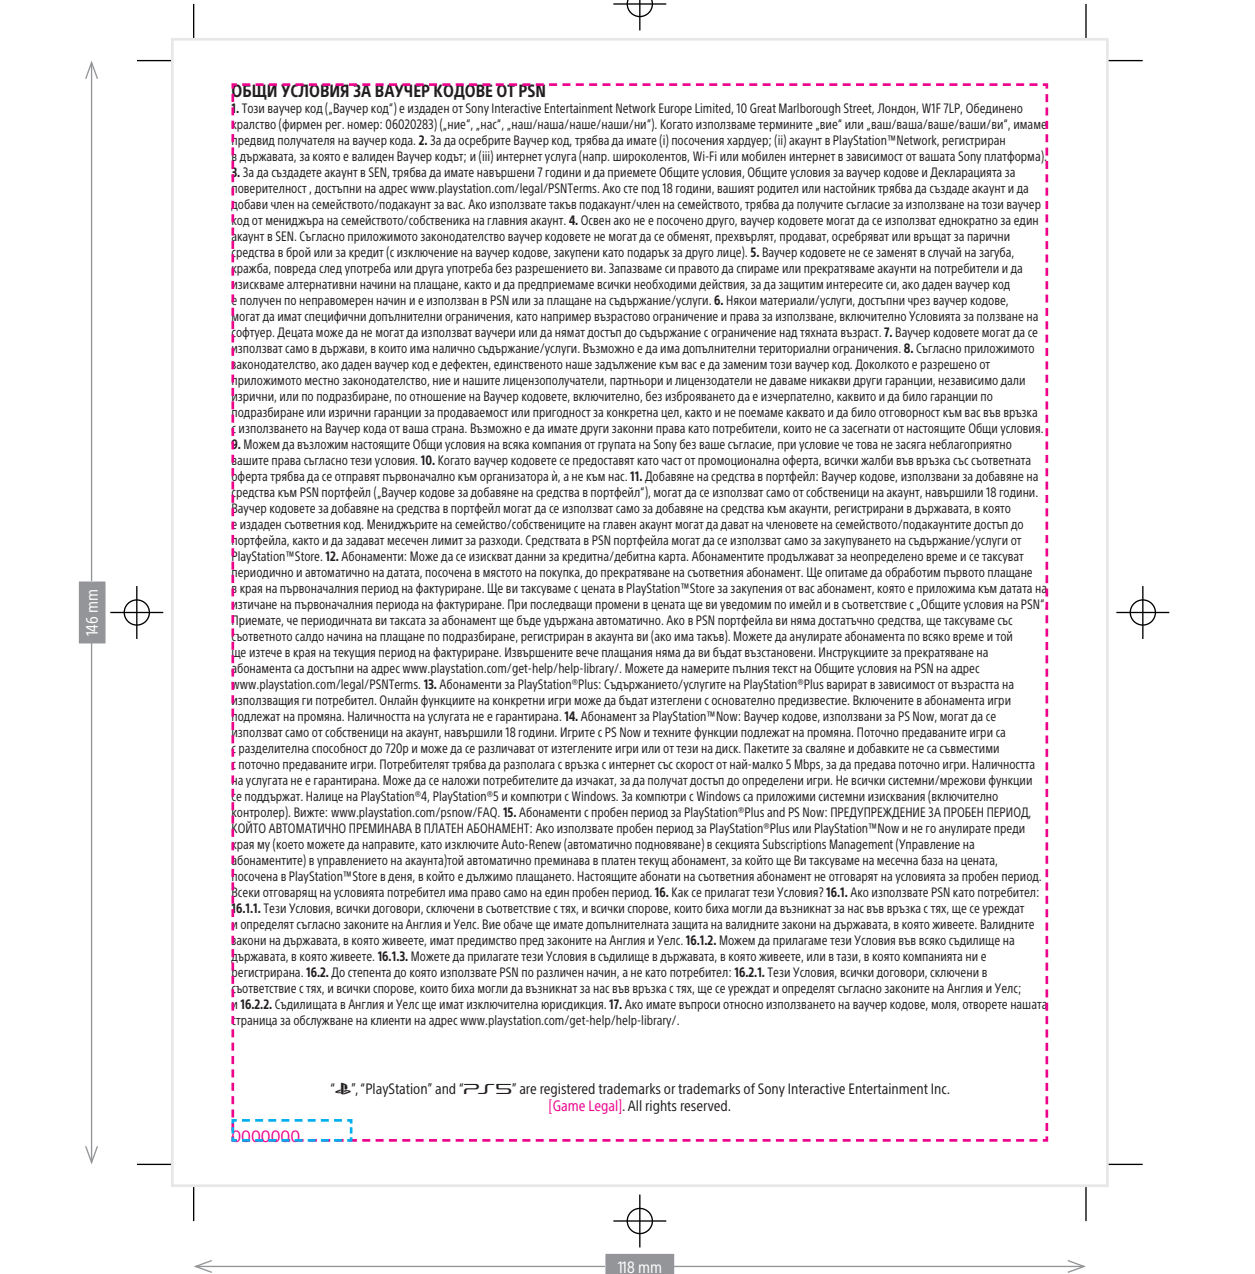 ОБЩИ УСЛОВИЯ ЗА ВАУЧЕР КОДОВЕ ОТ PSN
1. Този ваучер код („Ваучер код“) е издаден от Sony Interactive Entertainment Network Europe Limited, 10 Great Marlborough Street, Лондон, W1F 7LP, Обединено
кралство (фирмен рег. номер: 06020283) („ние“, „нас“, „наш/наша/наше/наши/ни“). Когато използваме термините „вие“ или „ваш/ваша/ваше/ваши/ви“, имаме
предвид получателя на ваучер кода. 2. За да осребрите Ваучер код, трябва да имате (i) посочения хардуер; (ii) акаунт в PlayStation™Network, регистриран
в държавата, за която е валиден Ваучер кодът; и (iii) интернет услуга (напр. широколентов, Wi-Fi или мобилен интернет в зависимост от вашата Sony платформа).
3. За да създадете акаунт в SEN, трябва да имате навършени 7 години и да приемете Общите условия, Общите условия за ваучер кодове и Декларацията за
поверителност , достъпни на адрес www.playstation.com/legal/PSNTerms. Ако сте под 18 години, вашият родител или настойник трябва да създаде акаунт и да
добави член на семейството/подакаунт за вас. Ако използвате такъв подакаунт/член на семейството, трябва да получите съгласие за използване на този ваучер
код от мениджъра на семейството/собственика на главния акаунт. 4. Освен ако не е посочено друго, ваучер кодовете могат да се използват еднократно за един
акаунт в SEN. Съгласно приложимото законодателство ваучер кодовете не могат да се обменят, прехвърлят, продават, осребряват или връщат за парични
средства в брой или за кредит (с изключение на ваучер кодове, закупени като подарък за друго лице). 5. Ваучер кодовете не се заменят в случай на загуба,
кражба, повреда след употреба или друга употреба без разрешението ви. Запазваме си правото да спираме или прекратяваме акаунти на потребители и да
изискваме алтернативни начини на плащане, както и да предприемаме всички необходими действия, за да защитим интересите си, ако даден ваучер код
е получен по неправомерен начин и е използван в PSN или за плащане на съдържание/услуги. 6. Някои материали/услуги, достъпни чрез ваучер кодове,
могат да имат специфични допълнителни ограничения, като например възрастово ограничение и права за използване, включително Условията за ползване на
софтуер. Децата може да не могат да използват ваучери или да нямат достъп до съдържание с ограничение над тяхната възраст. 7. Ваучер кодовете могат да се
използват само в държави, в които има налично съдържание/услуги. Възможно е да има допълнителни териториални ограничения. 8. Съгласно приложимото
законодателство, ако даден ваучер код е дефектен, единственото наше задължение към вас е да заменим този ваучер код. Доколкото е разрешено от
приложимото местно законодателство, ние и нашите лицензополучатели, партньори и лицензодатели не даваме никакви други гаранции, независимо дали
изрични, или по подразбиране, по отношение на Ваучер кодовете, включително, без изброяването да е изчерпателно, каквито и да било гаранции по
подразбиране или изрични гаранции за продаваемост или пригодност за конкретна цел, както и не поемаме каквато и да било отговорност към вас във връзка
с използването на Ваучер кода от ваша страна. Възможно е да имате други законни права като потребители, които не са засегнати от настоящите Общи условия.
9. Можем да възложим настоящите Общи условия на всяка компания от групата на Sony без ваше съгласие, при условие че това не засяга неблагоприятно
вашите права съгласно тези условия. 10. Когато ваучер кодовете се предоставят като част от промоционална оферта, всички жалби във връзка със съответната
оферта трябва да се отправят първоначално към организатора ѝ, а не към нас. 11. Добавяне на средства в портфейл: Ваучер кодове, използвани за добавяне на
средства към PSN портфейл („Ваучер кодове за добавяне на средства в портфейл“), могат да се използват само от собственици на акаунт, навършили 18 години.
Ваучер кодовете за добавяне на средства в портфейл могат да се използват само за добавяне на средства към акаунти, регистрирани в държавата, в която
е издаден съответния код. Мениджърите на семейство/собствениците на главен акаунт могат да дават на членовете на семейството/подакаунтите достъп до
портфейла, както и да задават месечен лимит за разходи. Средствата в PSN портфейла могат да се използват само за закупуването на съдържание/услуги от
PlayStation™Store. 12. Абонаменти: Може да се изискват данни за кредитна/дебитна карта. Абонаментите продължават за неопределено време и се таксуват
периодично и автоматично на датата, посочена в мястото на покупка, до прекратяване на съответния абонамент. Ще опитаме да обработим първото плащане
в края на първоначалния период на фактуриране. Ще ви таксуваме с цената в PlayStation™Store за закупения от вас абонамент, която е приложима към датата на
изтичане на първоначалния периода на фактуриране. При последващи промени в цената ще ви уведомим по имейл и в съответствие с „Общите условия на PSN“.
Приемате, че периодичната ви таксата за абонамент ще бъде удържана автоматично. Ако в PSN портфейла ви няма достатъчно средства, ще таксуваме със
съответното салдо начина на плащане по подразбиране, регистриран в акаунта ви (ако има такъв). Можете да анулирате абонамента по всяко време и той
ще изтече в края на текущия период на фактуриране. Извършените вече плащания няма да ви бъдат възстановени. Инструкциите за прекратяване на
абонамента са достъпни на адрес www.playstation.com/get-help/help-library/. Можете да намерите пълния текст на Общите условия на PSN на адрес
www.playstation.com/legal/PSNTerms. 13. Абонаменти за PlayStation®Plus: Съдържанието/услугите на PlayStation®Plus варират в зависимост от възрастта на
използващия ги потребител. Онлайн функциите на конкретни игри може да бъдат изтеглени с основателно предизвестие. Включените в абонамента игри
подлежат на промяна. Наличността на услугата не е гарантирана. 14. Абонамент за PlayStation™Now: Ваучер кодове, използвани за PS Now, могат да се
използват само от собственици на акаунт, навършили 18 години. Игрите с PS Now и техните функции подлежат на промяна. Поточно предаваните игри са
с разделителна способност до 720p и може да се различават от изтеглените игри или от тези на диск. Пакетите за сваляне и добавките не са съвместими
с поточно предаваните игри. Потребителят трябва да разполага с връзка с интернет със скорост от най-малко 5 Mbps, за да предава поточно игри. Наличността
на услугата не е гарантирана. Може да се наложи потребителите да изчакат, за да получат достъп до определени игри. Не всички системни/мрежови функции
се поддържат. Налице на PlayStation®4, PlayStation®5 и компютри с Windows. За компютри с Windows са приложими системни изисквания (включително
контролер). Вижте: www.playstation.com/psnow/FAQ. 15. Абонаменти с пробен период за PlayStation®Plus and PS Now: ПРЕДУПРЕЖДЕНИЕ ЗА ПРОБЕН ПЕРИОД,
КОЙТО АВТОМАТИЧНО ПРЕМИНАВА В ПЛАТЕН АБОНАМЕНТ: Ако използвате пробен период за PlayStation®Plus или PlayStation™Now и не го анулирате преди
края му (което можете да направите, като изключите Auto-Renew (автоматично подновяване) в секцията Subscriptions Management (Управление на
абонаментите) в управлението на акаунта)той автоматично преминава в платен текущ абонамент, за който ще Ви таксуваме на месечна база на цената,
посочена в PlayStation™Store в деня, в който е дължимо плащането. Настоящите абонати на съответния абонамент не отговарят на условията за пробен период.
Всеки отговарящ на условията потребител има право само на един пробен период. 16. Как се прилагат тези Условия? 16.1. Ако използвате PSN като потребител:
16.1.1. Тези Условия, всички договори, сключени в съответствие с тях, и всички спорове, които биха могли да възникнат за нас във връзка с тях, ще се уреждат
и определят съгласно законите на Англия и Уелс. Вие обаче ще имате допълнителната защита на валидните закони на държавата, в която живеете. Валидните
закони на държавата, в която живеете, имат предимство пред законите на Англия и Уелс. 16.1.2. Можем да прилагаме тези Условия във всяко съдилище на
държавата, в която живеете. 16.1.3. Можете да прилагате тези Условия в съдилище в държавата, в която живеете, или в тази, в която компанията ни е
регистрирана. 16.2. До степента до която използвате PSN по различен начин, а не като потребител: 16.2.1. Тези Условия, всички договори, сключени в
съответствие с тях, и всички спорове, които биха могли да възникнат за нас във връзка с тях, ще се уреждат и определят съгласно законите на Англия и Уелс;
и 16.2.2. Съдилищата в Англия и Уелс ще имат изключителна юрисдикция. 17. Ако имате въпроси относно използването на ваучер кодове, моля, отворете нашата
страница за обслужване на клиенти на адрес www.playstation.com/get-help/help-library/.
“ ”, “PlayStation” and “PS5” are registered trademarks or trademarks of Sony Interactive Entertainment Inc.
[Game Legal]. All rights reserved.
0000000
146 mm
118 mm